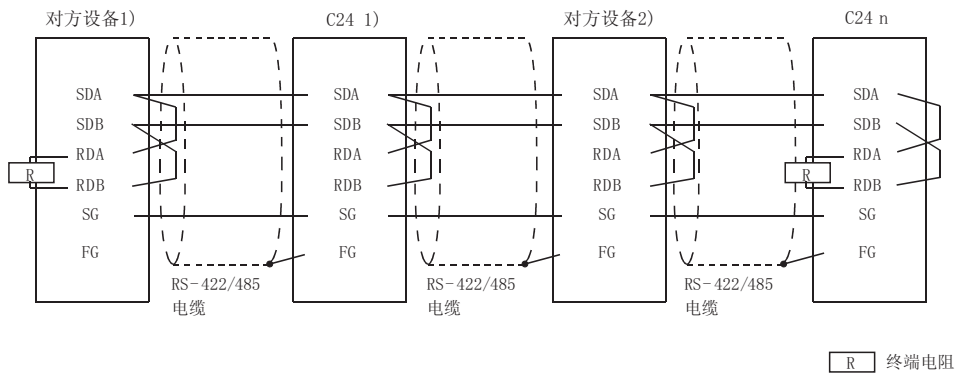 对方设备1)
C24 1)
对方设备2)
C24 n
SDA SDA SDA SDA
SDB SDB SDB SDB
RDA RDA RDA RDA
R R
RDB RDB RDB RDB
SG SG SG SG
FG FG FG FG
RS-422/485
电缆
RS-422/485
电缆
RS-422/485
电缆
R 终端电阻